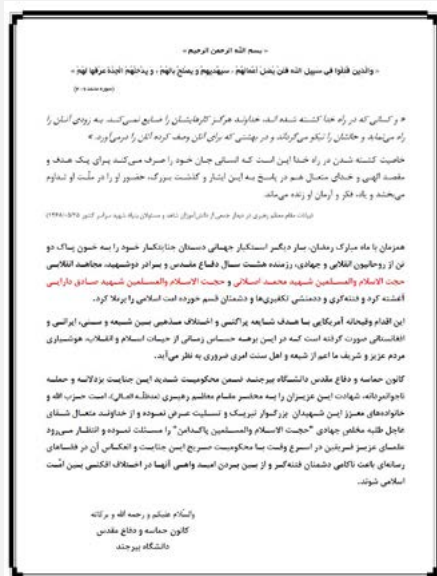 « بسم الله الرحمن الرحیم »
« والذین قتلوا فی سبیل الله فلن یضل اعمالهم ، سیهدیهم و یصلح بالهم ، و یدخلهم الجنة عرفها لهم »
« و کسانی که در راه خدا کشته شده اند، خداوند هرگز کارهایشان را ضایع نمی‌کند. به زودی آنان را
راه می‌نماید و حالشان را نیکو می‌گرداند و در بهشتی که برای آنان وصف کرده آنان را درمی‌آورد. »
خاصیت کشته شدن در راه خدا این است که انسانی جان خود را صرف می‌کند برای یک هدف و
مقصد الهی و خدای متعال هم در پاسخ به این ایثار و گذشت بزرگ، حضور او را در ملّت او تداوم
می‌بخشد و یاد، فکر و آرمان او زنده می‌ماند.
همزمان با ماه مبارک رمضان، بار دیگر استکبار جهانی دستان جنایتکار خود را به خون پاک دو
تن از روحانیون انقلابی و جهادی، رزمنده هشت سال دفاع مقدس و برادر دوشهید، مجاهد انقلابی
حجت الاسلام والمسلمین شهید محمد اصلانی و حجت الاسلام والمسلمین شهید صادق دارایی
آغشته کرد و فتنه‌گری و ددمنشی تکفیری‌ها و دشمنان قسم خورده امت اسلامی را برملا کرد.
این اقدام وقیحانه آمریکایی با هدف شایعه پراکنی و اختلاف مذهبی بین شیعه و سنی، ایرانی و
افغانستانی صورت گرفته است که در این برهه حساس زمانی از حیات اسلام و انقلاب، هوشیاری
مردم عزیز و شریف ما اعم از شیعه و اهل سنت امری ضروری به نظر می‌آید.
کانون حماسه و دفاع مقدس دانشگاه بیرجند ضمن محکومیت شدید این جنایت بزدلانه و حمله
ناجوانمردانه، شهادت این عزیزان را به محضر مقام معظم رهبری (مدظلّه العالی)، امت حزب الله و
خانواده‌های معزز این شهیدان بزرگوار تبریک و تسلیت عرض نموده و از خداوند متعال شفای
عاجل طلبه مخلص جهادی "حجت الاسلام والمسلمین پاکدامن" را مسئلت نموده و انتظار می‌رود
علمای عزیز فریقین در اسرع وقت با محکومیت صریح این جنایت و انعکاس آن در فضاهای
رسانه‌ای باعث ناکامی دشمنان فتنه‌گر و از بین بردن امید واهی آنها در اختلاف افکنی بین امّت
اسلامی شوند.
والسّلام علیکم و رحمه الله و برکاته
کانون حماسه و دفاع مقدس
دانشگاه بیرجند